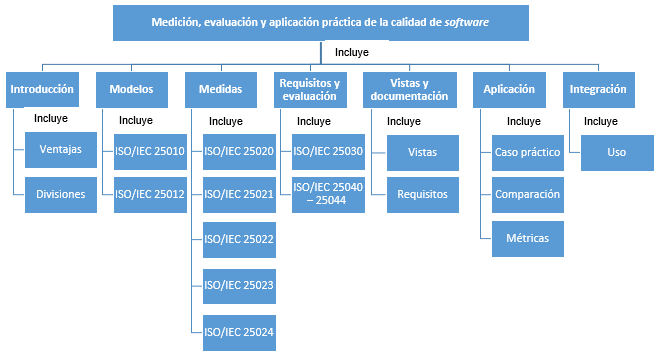 Medición, evaluación y aplicación práctica de la calidad de software
Incluye
Introducción
Modelos
Medidas
Requisitos y
evaluación
Vistas y
documentación
Aplicación
Integración
Incluye
Incluye
Incluye
Incluye
Incluye
Incluye
Incluye
Ventajas
ISO/IEC 25010
ISO/IEC 25020
ISO/IEC 25030
Vistas
Caso práctico
Uso
Divisiones
ISO/IEC 25012
ISO/IEC 25021
ISO/IEC 25040
– 25044
Requisitos
Comparación
ISO/IEC 25022
Métricas
ISO/IEC 25023
ISO/IEC 25024